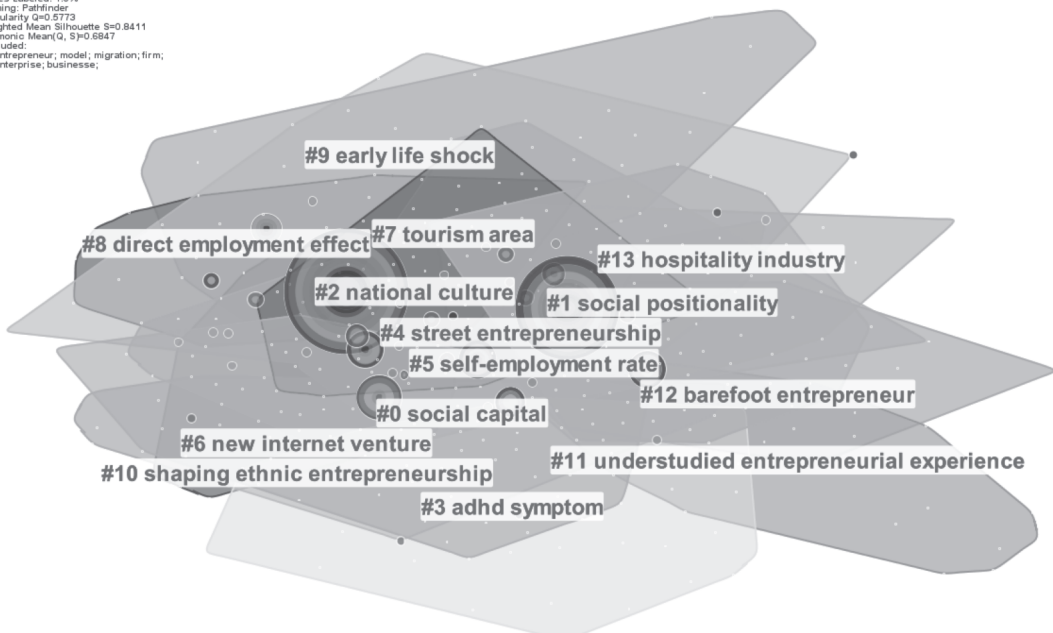 ning: Pathfinder
ularity Q=0.5773
ghted Mean Silhouette S=0.8411
monic Mean(Q, S)=0.6847
uded:
ntrepreneur; model; migration; firm;
nterprise; businesse;
#9 early life shock
#8 direct employment effect
#7 tourism area
#13 hospitality industry
#2 national culture
#1 social positionality
#4 street entrepreneurship
#5 self-employment rate
#12 barefoot entrepreneur
#0 social capital
#6 new internet venture
#11 understudied entrepreneurial experience
#10 shaping ethnic entrepreneurship
#3 adhd symptom